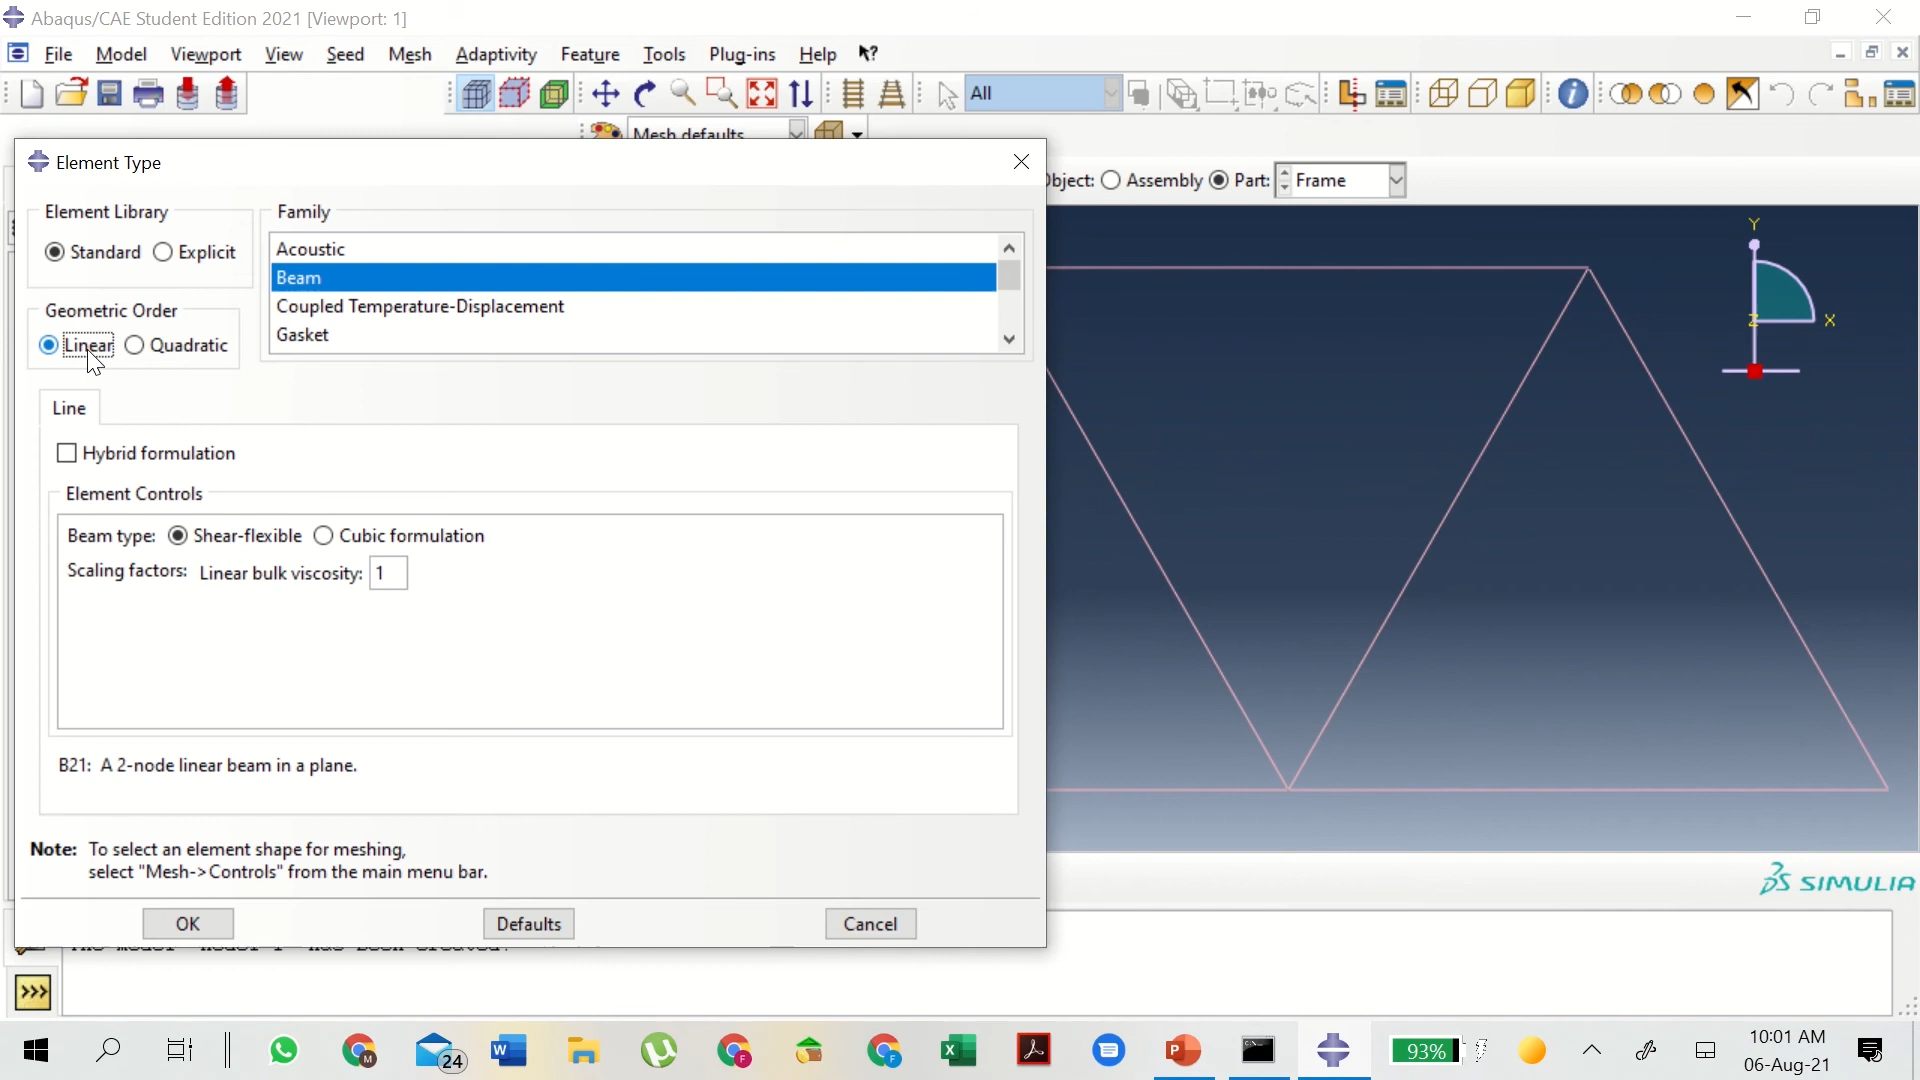 Abaqus/CAE Student Edition 2021 [Viewport: 1]
File Model Viewport View Seed Mesh Adaptivity Feature Tools Plug-ins Help
All
Mesh defaults
Element Type
Object: Assembly Part: Frame
Element Library
Standard Explicit
Family
Acoustic
Beam
Coupled Temperature-Displacement
Gasket
Geometric Order
Linear Quadratic
Line
Hybrid formulation
Element Controls
Beam type: Shear-flexible Cubic formulation
Scaling factors: Linear bulk viscosity: 1
B21: A 2-node linear beam in a plane.
Note: To select an element shape for meshing,
select "Mesh->Controls" from the main menu bar.
OK Defaults Cancel
Y
Z
X
SIMULIA
>>>
24
93%
10:01 AM
06-Aug-21